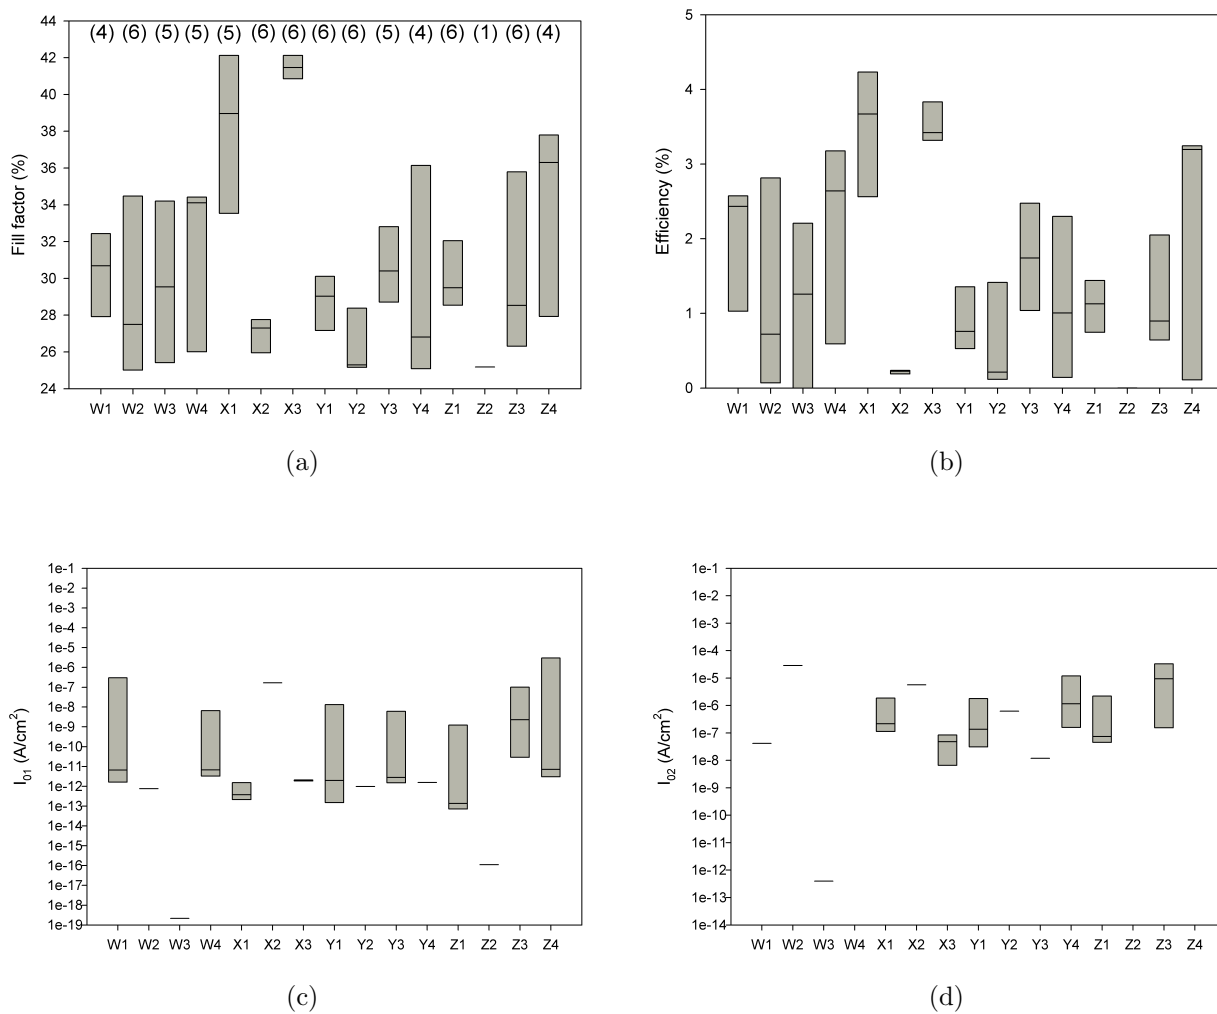 (4) (6) (5) (5) (5) (6) (6) (6) (6) (5) (4) (6) (1) (6) (4)
44
42
40
38
36
34
32
30
28
26
24
Fill factor (%)
W1 W2 W3 W4 X1 X2 X3 Y1 Y2 Y3 Y4 Z1 Z2 Z3 Z4
(a)
5
4
3
2
1
0
Efficiency (%)
W1 W2 W3 W4 X1 X2 X3 Y1 Y2 Y3 Y4 Z1 Z2 Z3 Z4
(b)
1e-1
1e-2
1e-3
1e-4
1e-5
1e-6
1e-7
1e-8
1e-9
1e-10
1e-11
1e-12
1e-13
1e-14
1e-15
1e-16
1e-17
1e-18
1e-19
I01 (A/cm²)
W1 W2 W3 W4 X1 X2 X3 Y1 Y2 Y3 Y4 Z1 Z2 Z3 Z4
(c)
1e-1
1e-2
1e-3
1e-4
1e-5
1e-6
1e-7
1e-8
1e-9
1e-10
1e-11
1e-12
1e-13
1e-14
I02 (A/cm²)
W1 W2 W3 W4 X1 X2 X3 Y1 Y2 Y3 Y4 Z1 Z2 Z3 Z4
(d)